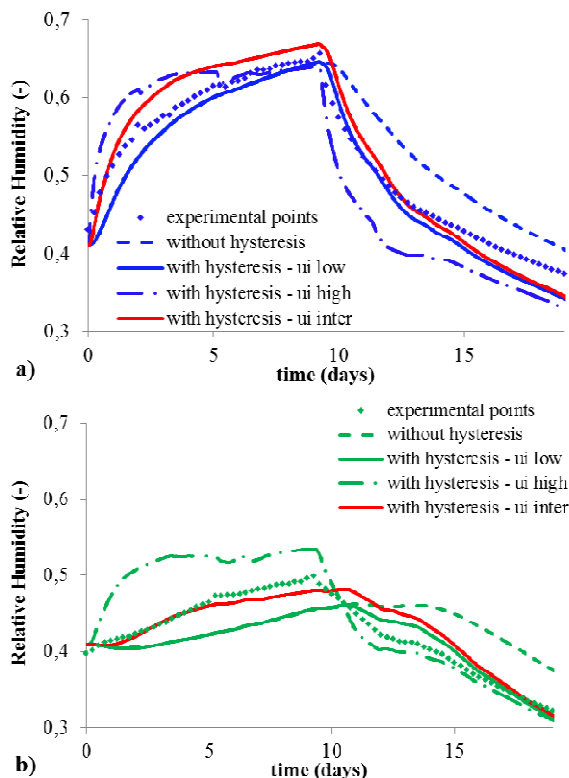 0,7
0,6
0,5
0,4
0,3
Relative Humidity (-)
experimental points
without hysteresis
with hysteresis - ui low
with hysteresis - ui high
with hysteresis - ui inter
0 5 10 15
time (days)
a)
0,7
0,6
0,5
0,4
0,3
Relative Humidity (-)
experimental points
without hysteresis
with hysteresis - ui low
with hysteresis - ui high
with hysteresis - ui inter
0 5 10 15
time (days)
b)